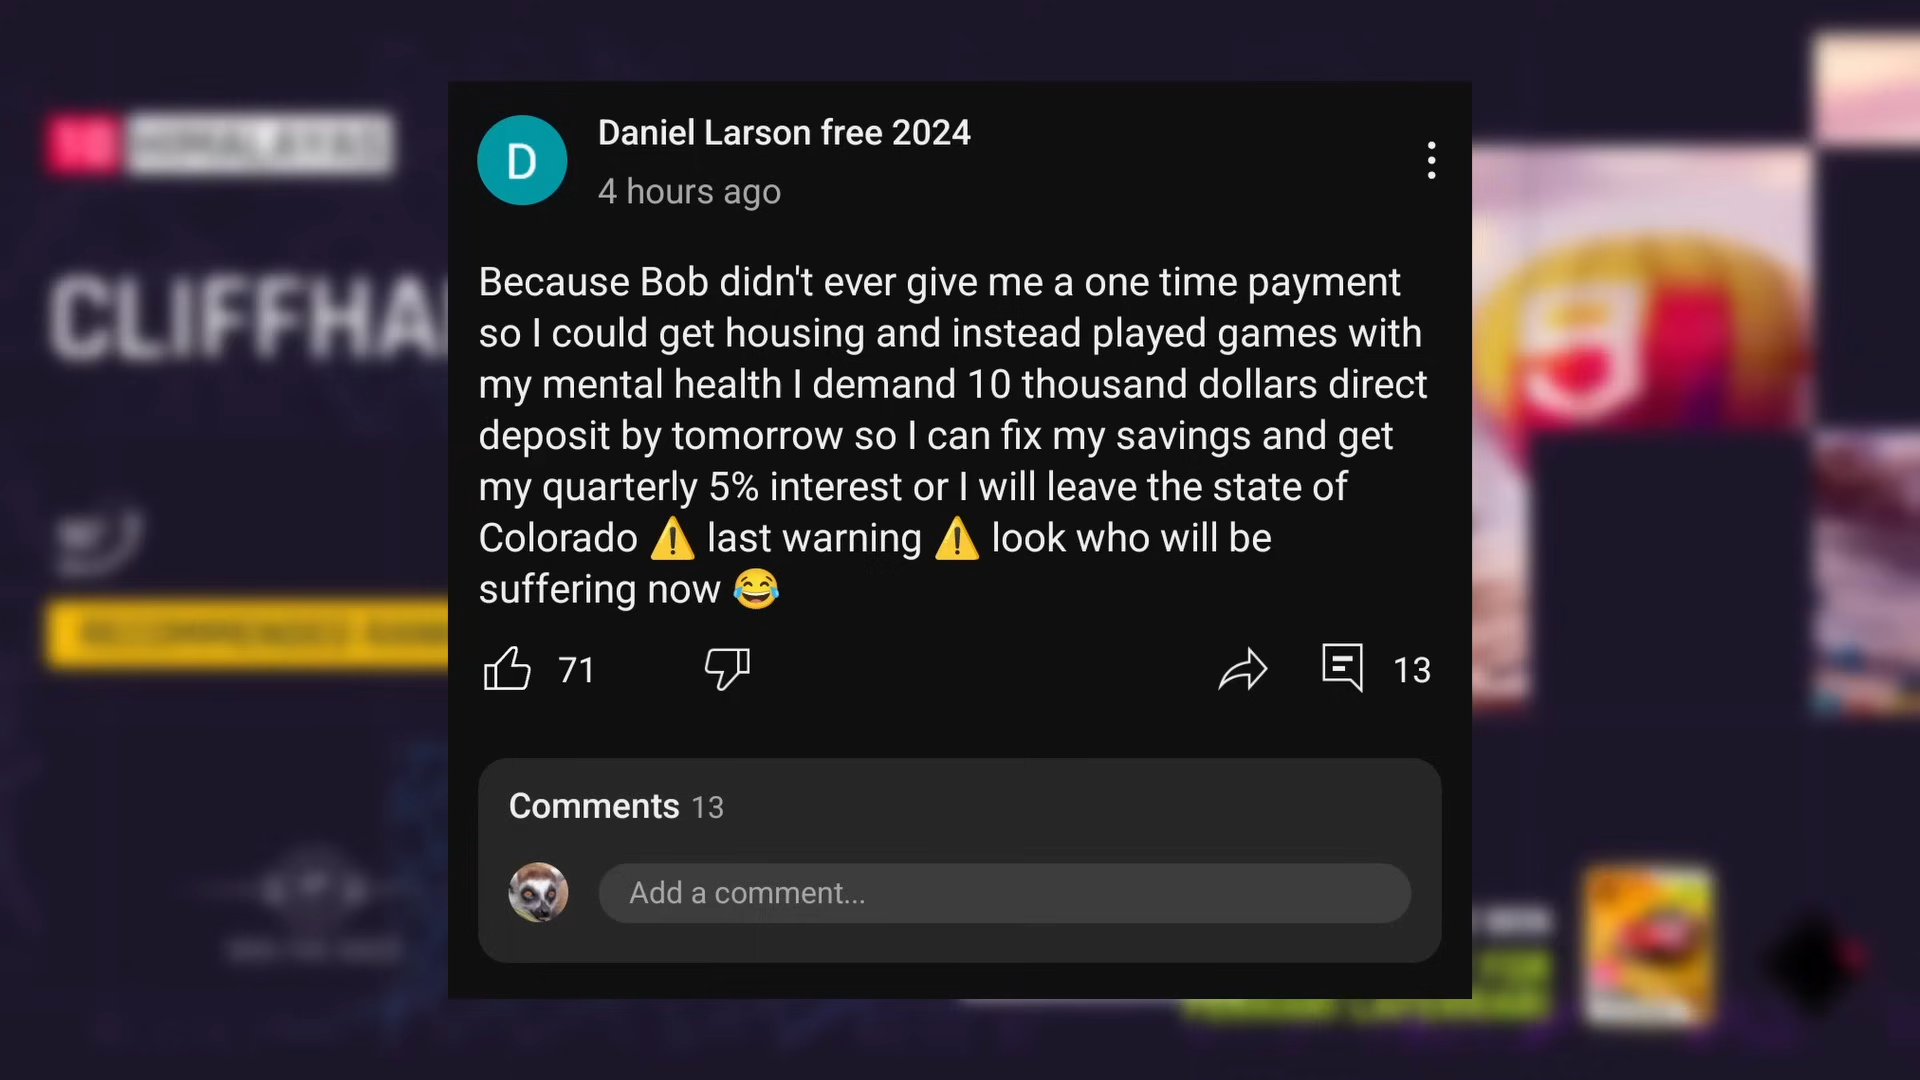 10 HIMALAYAS
CLIFFHA
Daniel Larson free 2024
4 hours ago
Because Bob didn't ever give me a one time payment
so I could get housing and instead played games with
my mental health I demand 10 thousand dollars direct
deposit by tomorrow so I can fix my savings and get
my quarterly 5% interest or I will leave the state of
Colorado ⚠️ last warning ⚠️ look who will be
suffering now 😂
71
13
Comments 13
Add a comment...
D